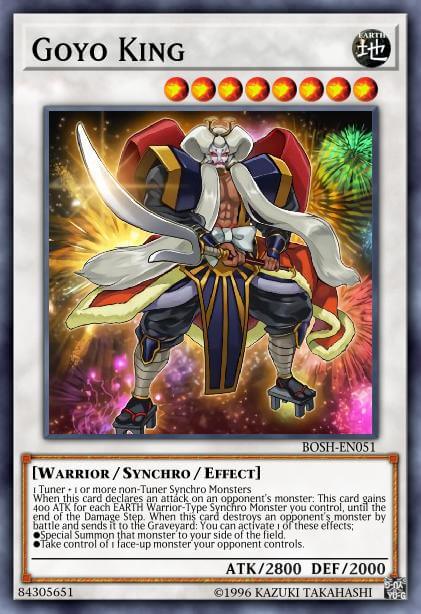 GOYO KING
EARTH
地
BOSH-EN051
[WARRIOR / SYNCHRO / EFFECT]
1 Tuner + 1 or more non-Tuner Synchro Monsters
When this card declares an attack on an opponent's monster: This card gains
400 ATK for each EARTH Warrior-Type Synchro Monster you control, until the
end of the Damage Step. When this card destroys an opponent's monster by
battle and sends it to the Graveyard: You can activate 1 of these effects;
●Special Summon that monster to your side of the field.
●Take control of 1 face-up monster your opponent controls.
ATK/2800 DEF/2000
84305651
©1996 KAZUKI TAKAHASHI